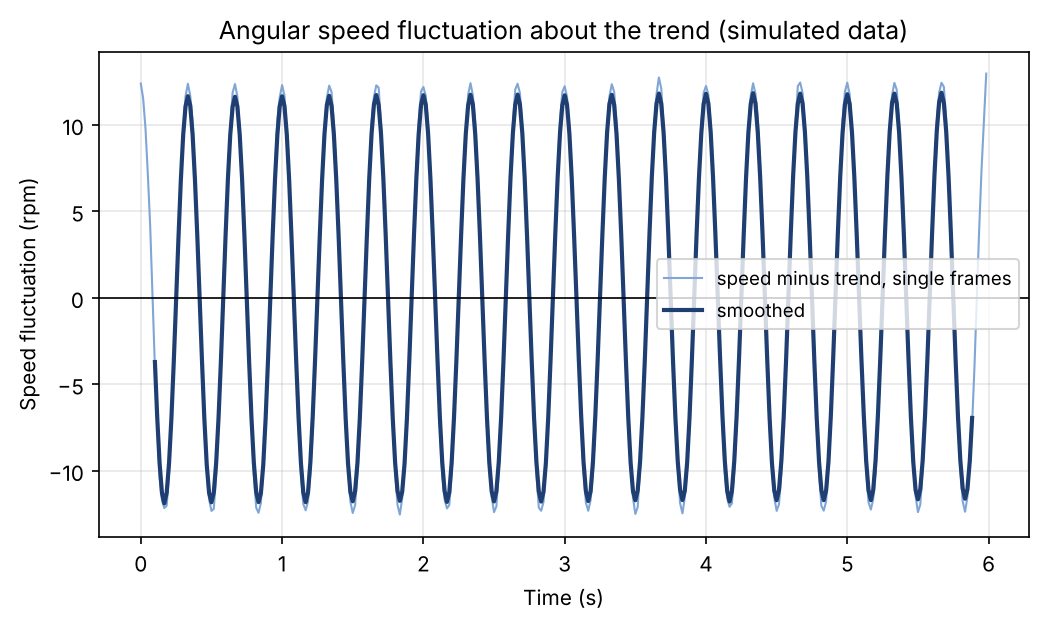 Angular speed fluctuation about the trend (simulated data)
Speed fluctuation (rpm)
10
5
0
−5
−10
speed minus trend, single frames
smoothed
0 1 2 3 4 5 6
Time (s)